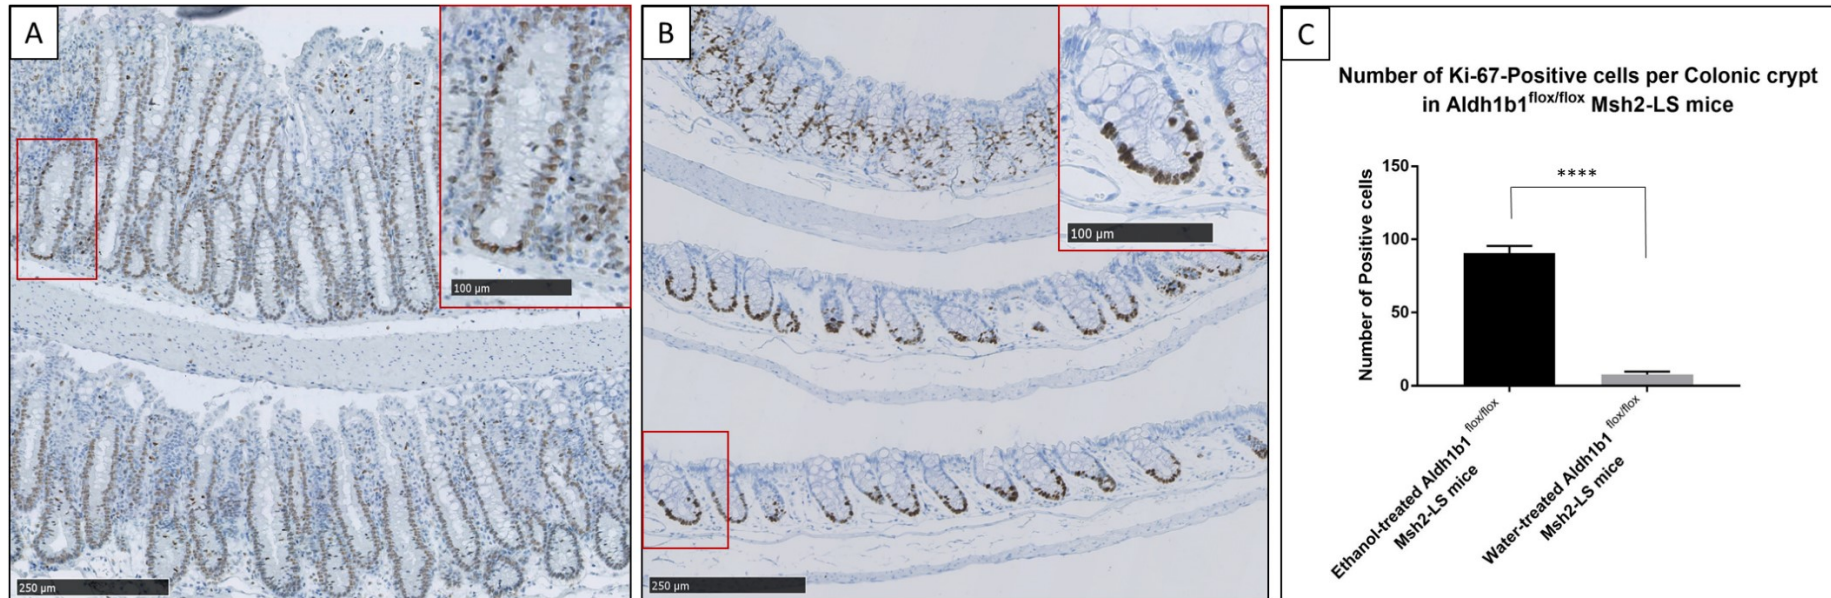 A
100 µm
250 µm
B
100 µm
250 µm
C
Number of Ki-67-Positive cells per Colonic crypt
in Aldh1b1flox/flox Msh2-LS mice
Number of Positive cells
150
100
50
0
****
Ethanol-treated Aldh1b1 flox/flox
Msh2-LS mice
Water-treated Aldh1b1 flox/flox
Msh2-LS mice